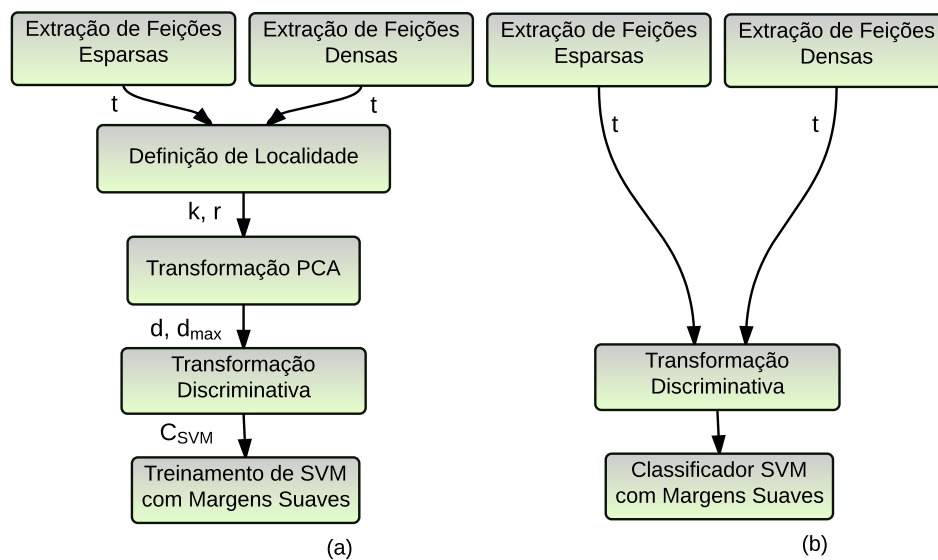 Extração de Feições
Esparsas
Extração de Feições
Densas
t
t
Definição de Localidade
k, r
Transformação PCA
d, dmax
Transformação
Discriminativa
CSVM
Treinamento de SVM
com Margens Suaves
(a)
Extração de Feições
Esparsas
Extração de Feições
Densas
t
t
Transformação
Discriminativa
Classificador SVM
com Margens Suaves
(b)